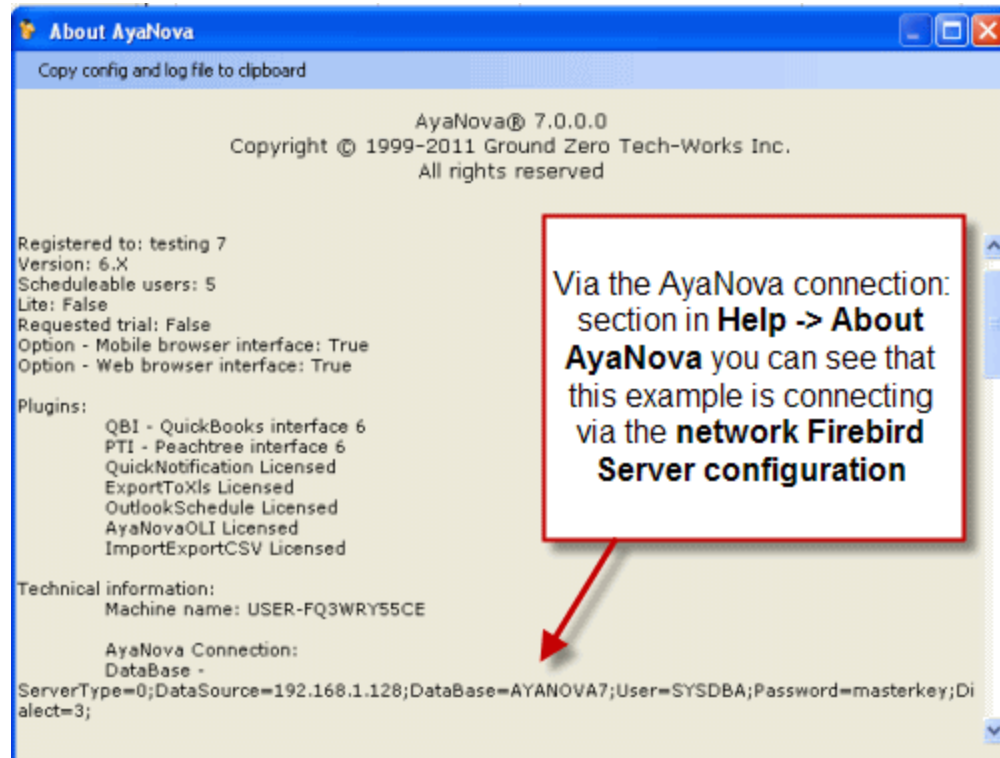 About AyaNova
Copy config and log file to clipboard
AyaNova® 7.0.0.0
Copyright © 1999-2011 Ground Zero Tech-Works Inc.
All rights reserved
Registered to: testing 7
Version: 6.X
Scheduleable users: 5
Lite: False
Requested trial: False
Option - Mobile browser interface: True
Option - Web browser interface: True
Plugins:
QBI - QuickBooks interface 6
PTI - Peachtree interface 6
QuickNotification Licensed
ExportToXls Licensed
OutlookSchedule Licensed
AyaNovaOLI Licensed
ImportExportCSV Licensed
Via the AyaNova connection:
section in Help -> About
AyaNova you can see that
this example is connecting
via the network Firebird
Server configuration
Technical information:
Machine name: USER-FQ3WRY55CE
AyaNova Connection:
DataBase -
ServerType=0;DataSource=192.168.1.128;DataBase=AYANOVA7;User=SYSDBA;Password=masterkey;Di
alect=3;